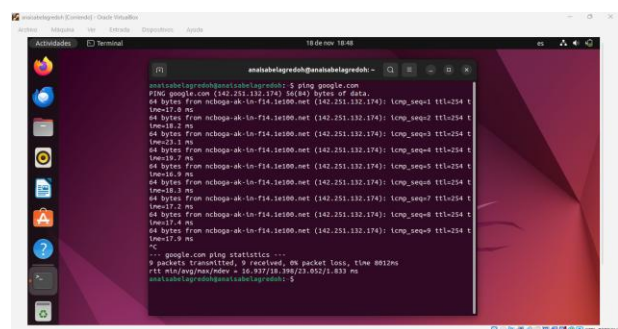 anaisabelagredoh [Corriendo] - Oracle VirtualBox
Archivo Máquina Ver Entrada Dispositivos Ayuda
Actividades Terminal 18 de nov 18:48 es
anaisabelagredoh@anaisabelagredoh: ~
anaisabelagredoh@anaisabelagredoh:~$ ping google.com
PING google.com (142.251.132.174) 56(84) bytes of data.
64 bytes from ncboga-ak-in-f14.1e100.net (142.251.132.174): icmp_seq=1 ttl=254 t
ime=17.0 ms
64 bytes from ncboga-ak-in-f14.1e100.net (142.251.132.174): icmp_seq=2 ttl=254 t
ime=18.2 ms
64 bytes from ncboga-ak-in-f14.1e100.net (142.251.132.174): icmp_seq=3 ttl=254 t
ime=23.1 ms
64 bytes from ncboga-ak-in-f14.1e100.net (142.251.132.174): icmp_seq=4 ttl=254 t
ime=19.7 ms
64 bytes from ncboga-ak-in-f14.1e100.net (142.251.132.174): icmp_seq=5 ttl=254 t
ime=16.9 ms
64 bytes from ncboga-ak-in-f14.1e100.net (142.251.132.174): icmp_seq=6 ttl=254 t
ime=18.3 ms
64 bytes from ncboga-ak-in-f14.1e100.net (142.251.132.174): icmp_seq=7 ttl=254 t
ime=17.2 ms
64 bytes from ncboga-ak-in-f14.1e100.net (142.251.132.174): icmp_seq=8 ttl=254 t
ime=17.4 ms
64 bytes from ncboga-ak-in-f14.1e100.net (142.251.132.174): icmp_seq=9 ttl=254 t
ime=17.9 ms
^C
--- google.com ping statistics ---
9 packets transmitted, 9 received, 0% packet loss, time 8012ms
rtt min/avg/max/mdev = 16.937/18.398/23.052/1.833 ms
anaisabelagredoh@anaisabelagredoh:~$